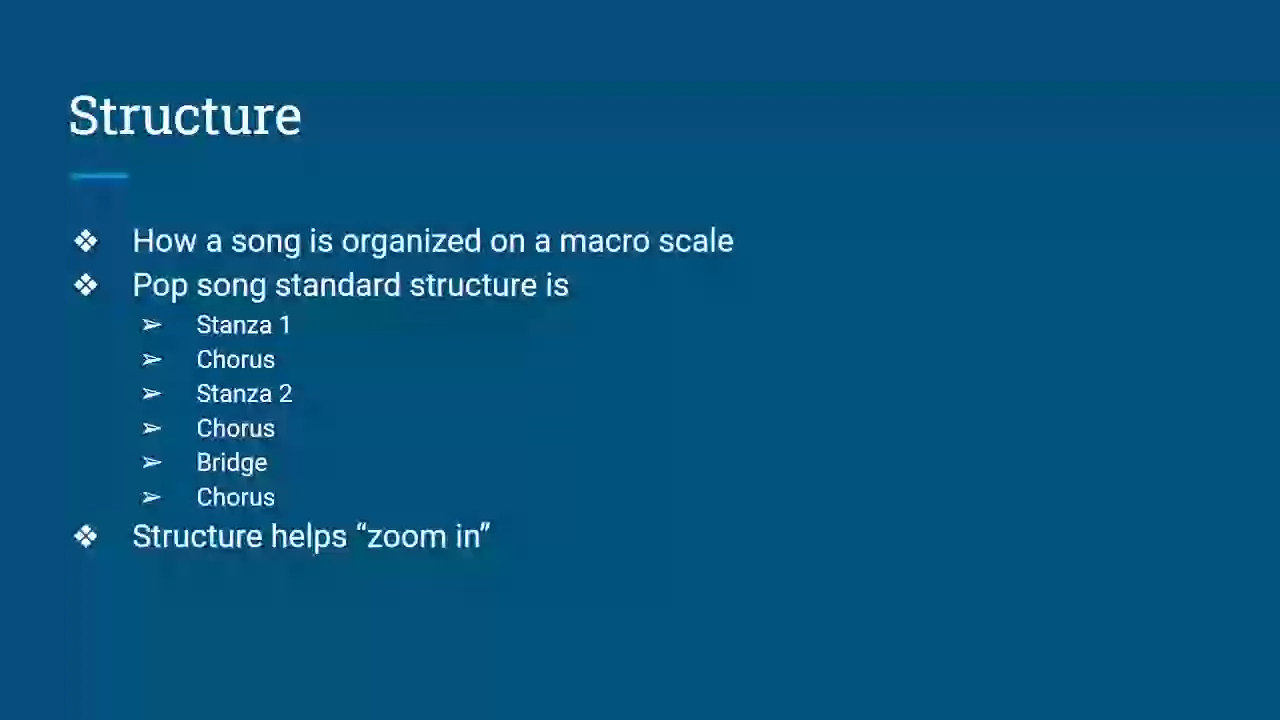 Structure
❖ How a song is organized on a macro scale
❖ Pop song standard structure is
➢ Stanza 1
➢ Chorus
➢ Stanza 2
➢ Chorus
➢ Bridge
➢ Chorus
❖ Structure helps “zoom in”